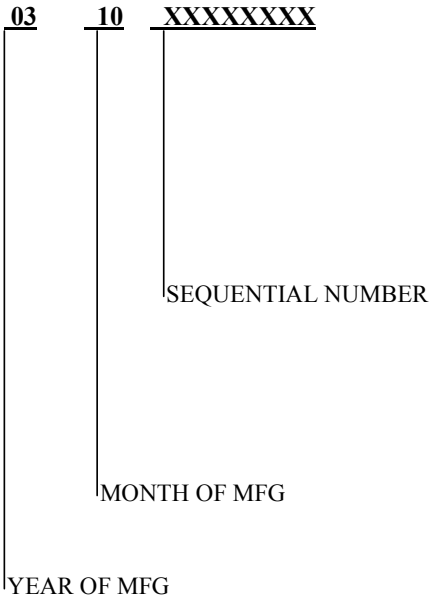 03 10 XXXXXXXX
SEQUENTIAL NUMBER
MONTH OF MFG
YEAR OF MFG